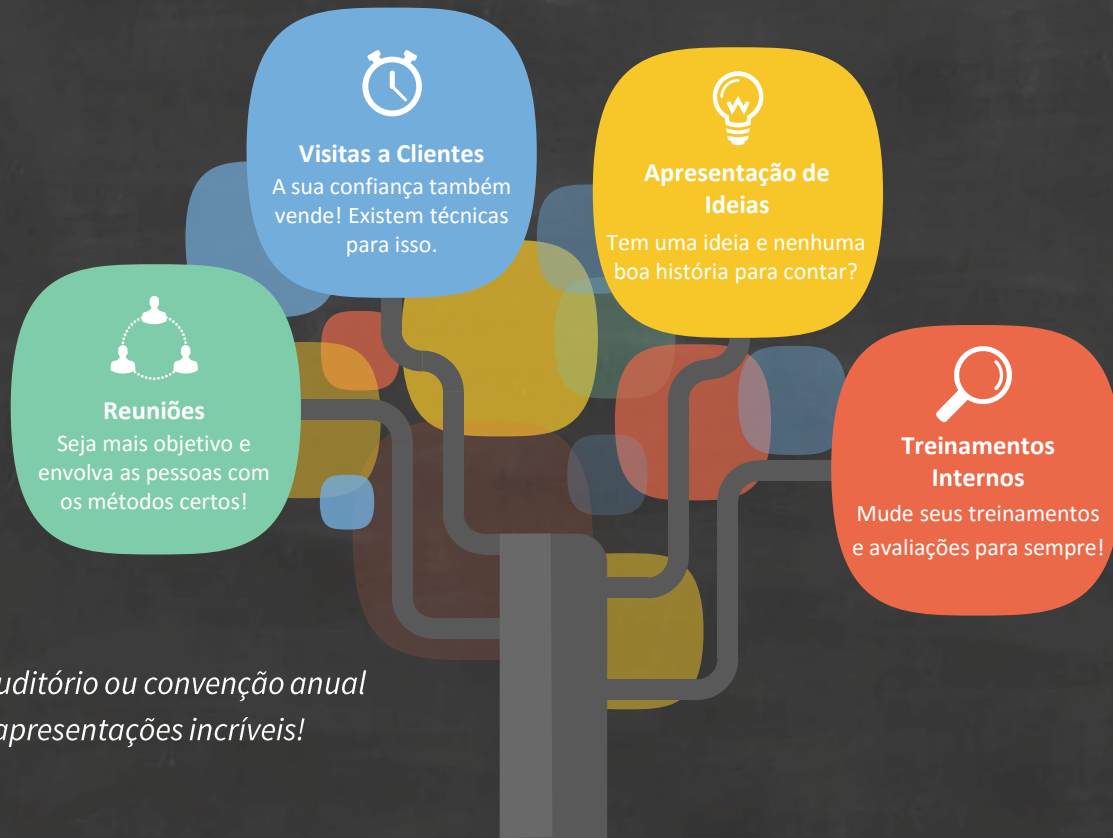 Visitas a Clientes
A sua confiança também
vende! Existem técnicas
para isso.
Apresentação de
Ideias
Tem uma ideia e nenhuma
boa história para contar?
Reuniões
Seja mais objetivo e
envolva as pessoas com
os métodos certos!
Treinamentos
Internos
Mude seus treinamentos
e avaliações para sempre!
ou convenção anual
apresentações incríveis!